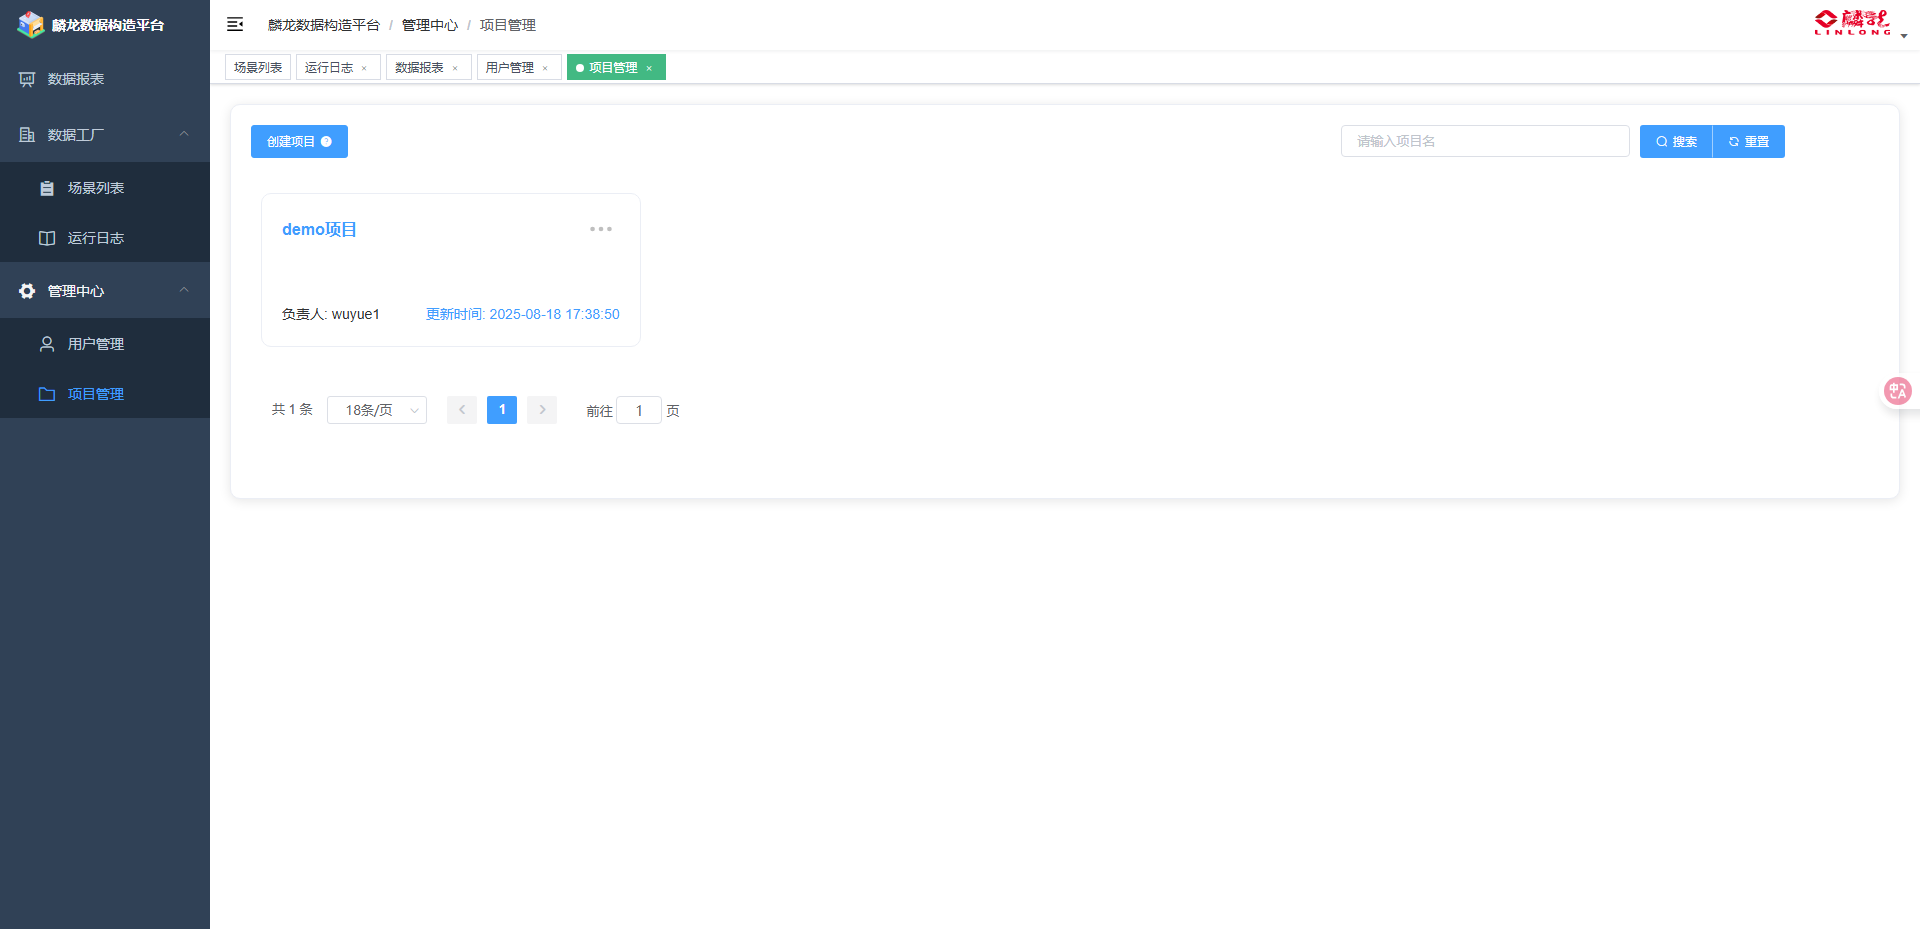 麟龙数据构造平台
数据报表
数据工厂
场景列表
运行日志
管理中心
用户管理
项目管理
麟龙数据构造平台 / 管理中心 / 项目管理
麟龙
LINLONG
场景列表 运行日志 × 数据报表 × 用户管理 × 项目管理 ×
创建项目
请输入项目名
搜索 重置
demo项目
负责人: wuyue1 更新时间: 2025-08-18 17:38:50
共 1 条 18条/页 1 前往 1 页
中 A